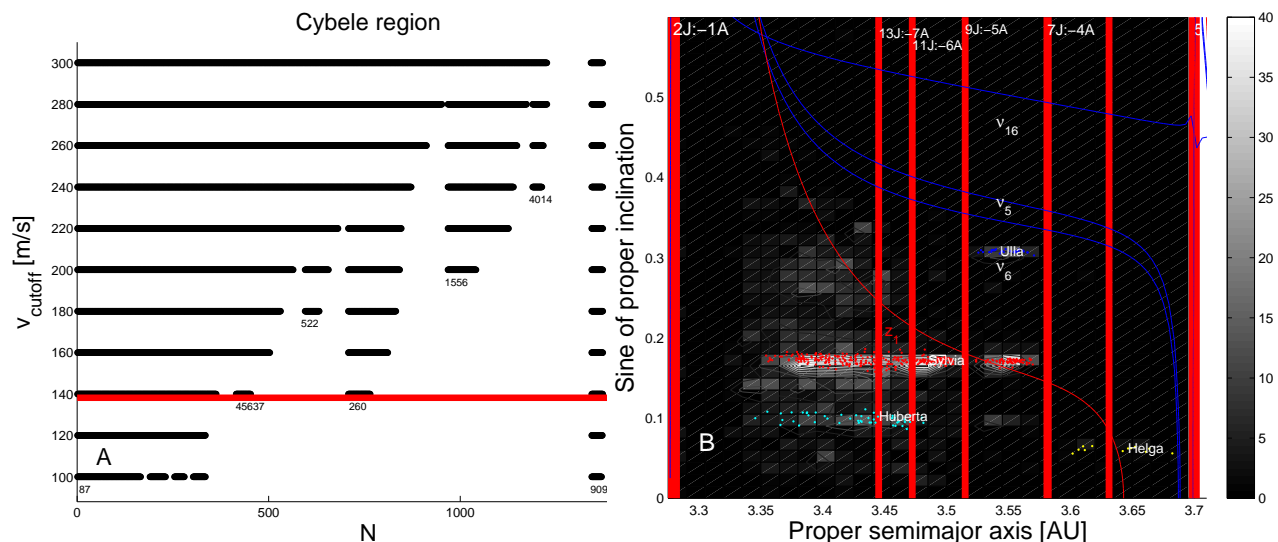 Cybele region
v_cutoff [m/s]
300
280
260
240
220
200
180
160
140
120
100
4014
1556
522
45637
260
87
909
A
0
500
1000
N
Sine of proper inclination
0.5
0.4
0.3
0.2
0.1
0
2J:−1A
13J:−7A
11J:−6A
9J:−5A
7J:−4A
5
ν_16
ν_5
Ulla
ν_6
z_1
Sylvia
Huberta
Helga
B
3.3
3.35
3.4
3.45
3.5
3.55
3.6
3.65
3.7
Proper semimajor axis [AU]
40
35
30
25
20
15
10
5
0